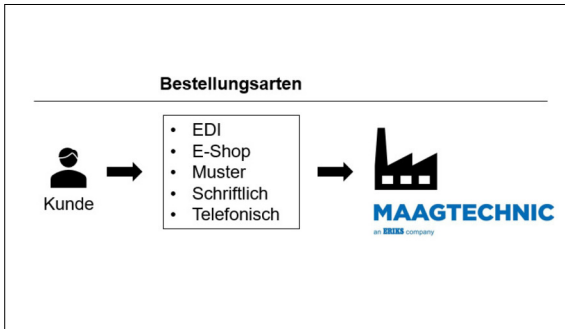 Bestellungsarten
Kunde
• EDI
• E-Shop
• Muster
• Schriftlich
• Telefonisch
MAAGTECHNIC
an ERIKS company